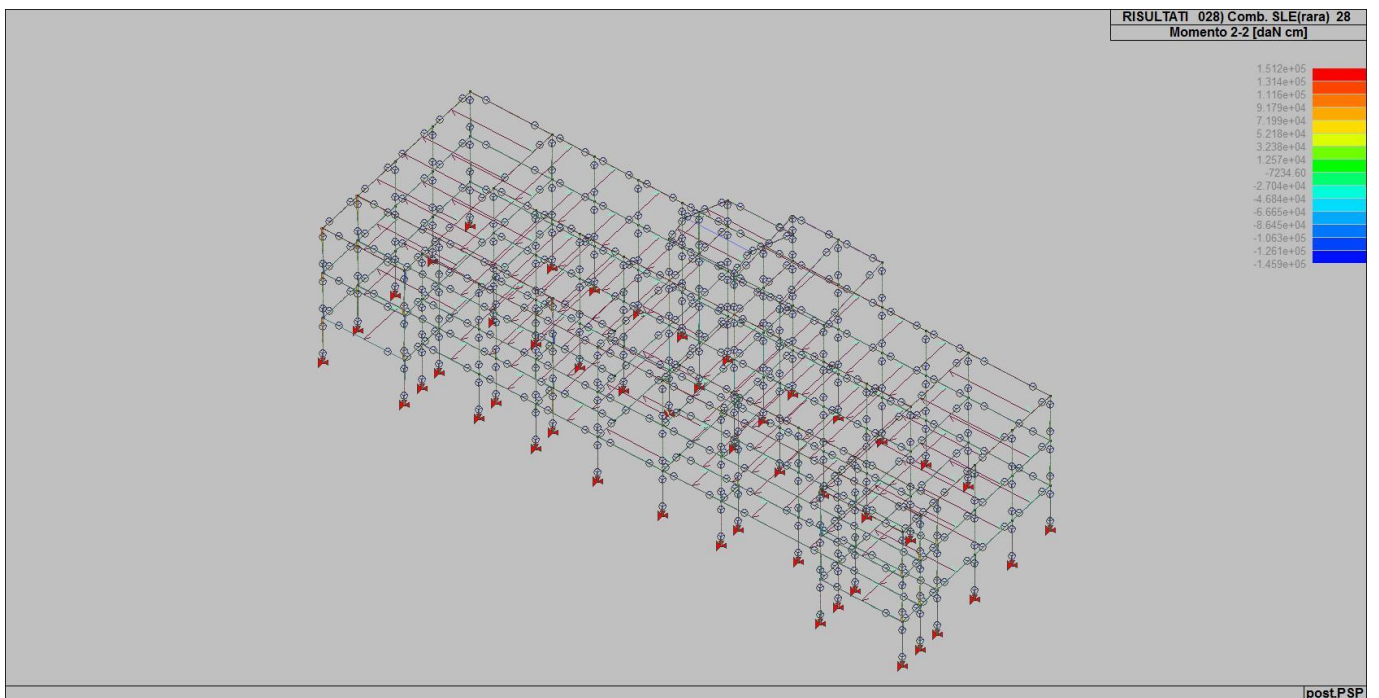 RISULTATI 028) Comb. SLE(rara) 28
Momento 2-2 [daN cm]
1.512e+05
1.314e+05
1.116e+05
9.179e+04
7.199e+04
5.218e+04
3.238e+04
1.257e+04
-7234.60
-2.704e+04
-4.684e+04
-6.665e+04
-8.645e+04
-1.063e+05
-1.261e+05
-1.459e+05
post.PSP